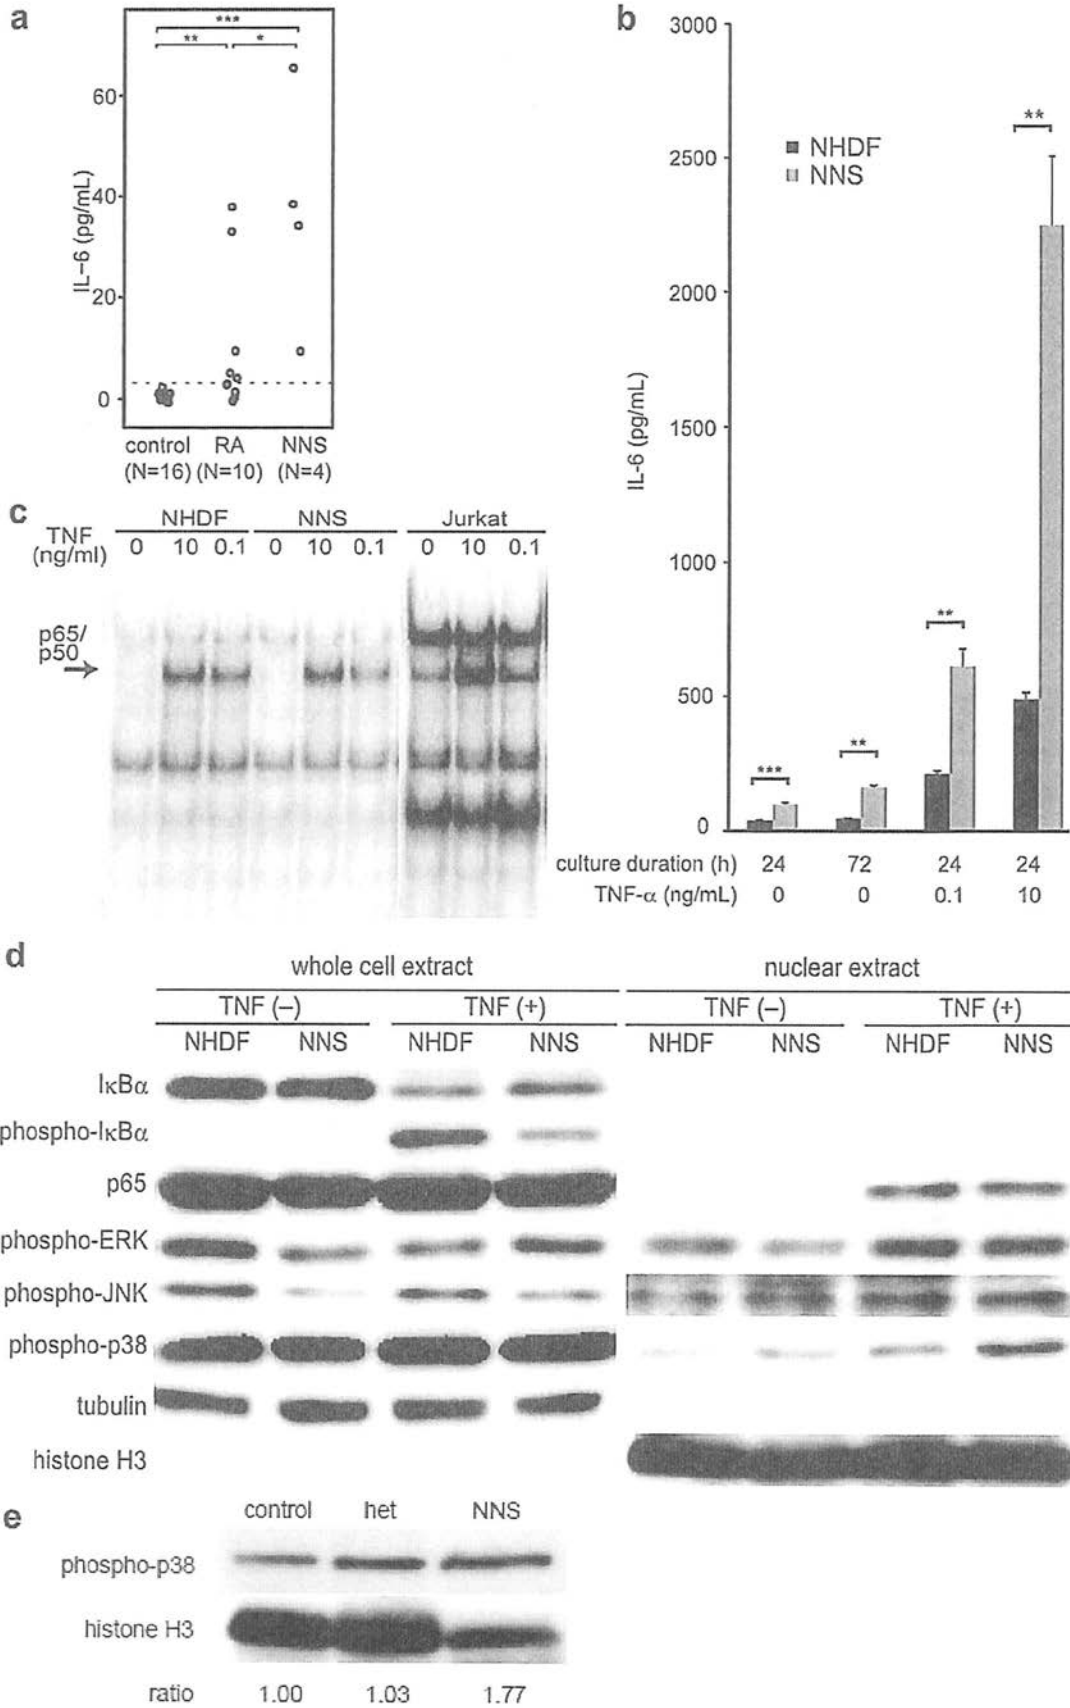 a
*** 
** *
60
40
20
0
IL-6 (pg/mL)
control RA NNS
(N=16) (N=10) (N=4)
b
3000
2500
2000
1500
1000
500
0
IL-6 (pg/mL)
NHDF
NNS
***
**
**
**
culture duration (h) 24 72 24 24
TNF-α (ng/mL) 0 0 0.1 10
c
NHDF NNS Jurkat
TNF
(ng/ml)
0 10 0.1 0 10 0.1 0 10 0.1
p65/
p50
d
whole cell extract nuclear extract
TNF (–) TNF (+) TNF (–) TNF (+)
NHDF NNS NHDF NNS NHDF NNS NHDF NNS
IκBα
phospho-IκBα
p65
phospho-ERK
phospho-JNK
phospho-p38
tubulin
histone H3
e
control het NNS
phospho-p38
histone H3
ratio 1.00 1.03 1.77